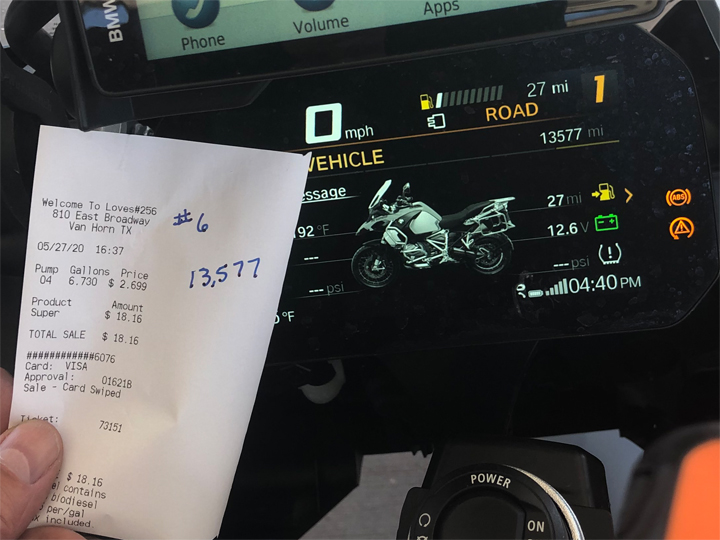 BMW
Phone
Volume
Apps
0 mph
27 mi
1
ROAD
13577 mi
VEHICLE
27 mi
92 °F
12.6 V
ABS
---
--- psi
--- psi
04:40 PM
°F
Welcome To Loves#256
810 East Broadway
Van Horn TX
#6
05/27/20 16:37
13,577
Pump Gallons Price
04 6.730 $ 2.699
Product Amount
Super $ 18.16
TOTAL SALE $ 18.16
############6076
Card: VISA
Approval: 01621B
Sale - Card Swiped
Ticket: 73151
$ 18.16
contains
biodiesel
per/gal
included.
POWER
ON